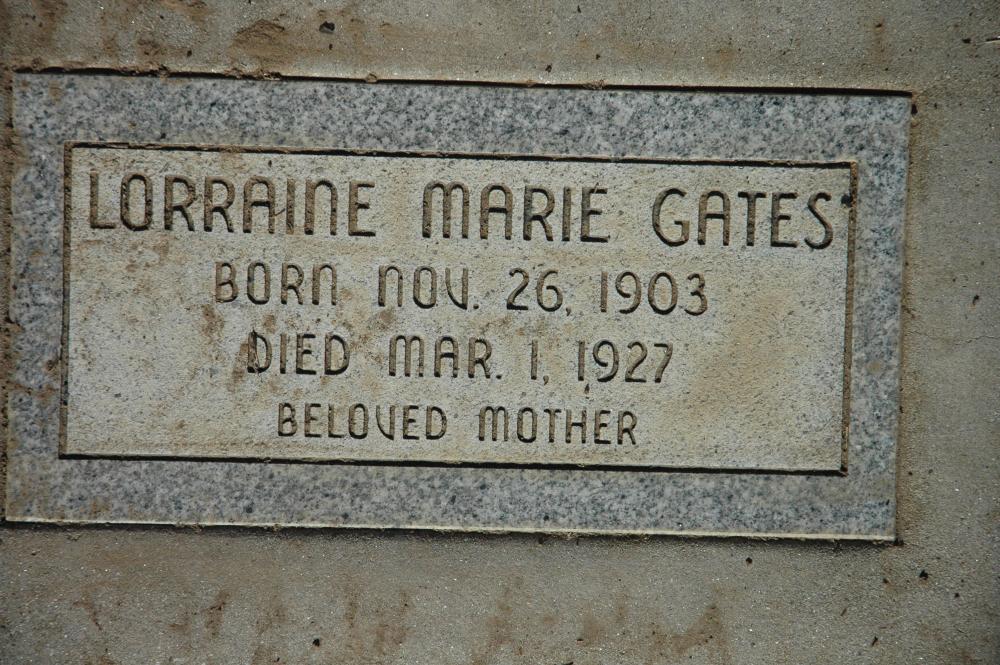 LORRAINE MARIE GATES
BORN NOV. 26, 1903
DIED MAR. 1, 1927
BELOVED MOTHER